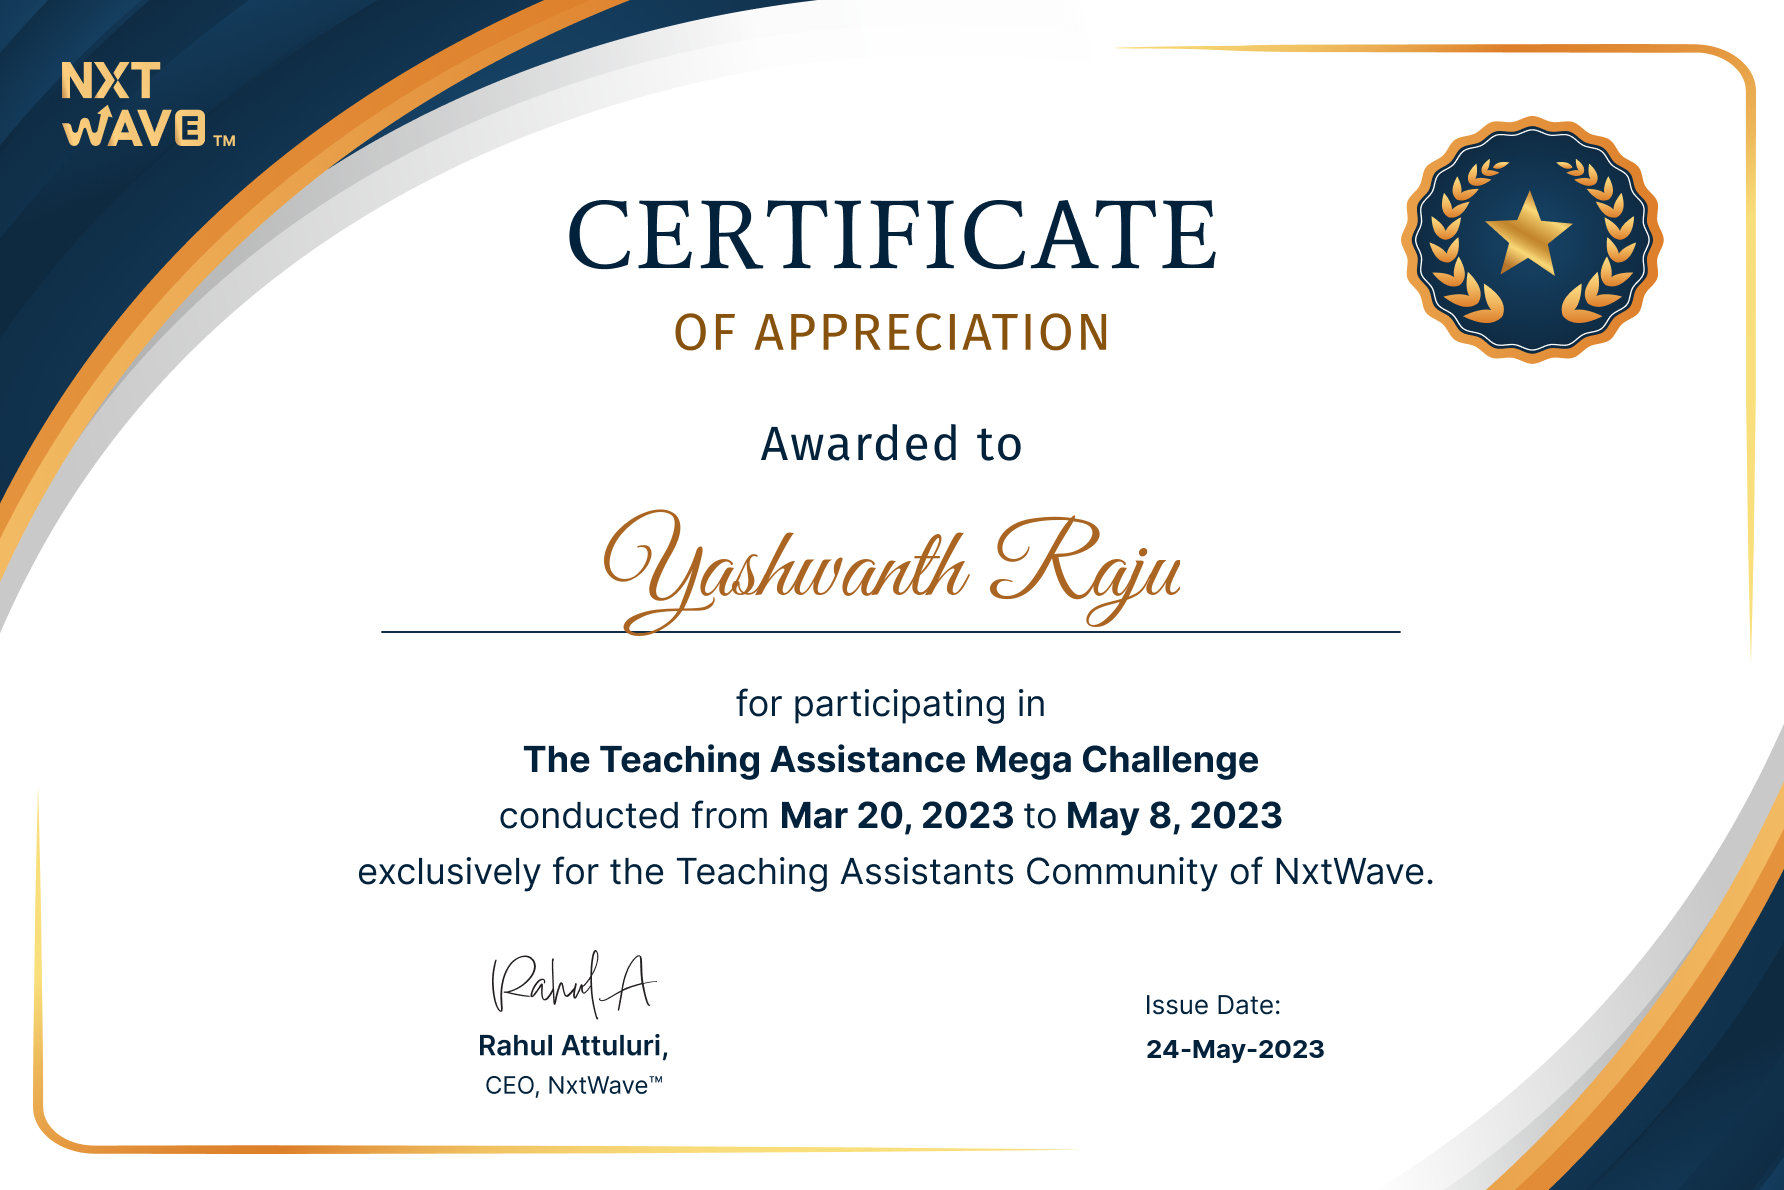 NXT
WAVE TM
CERTIFICATE
OF APPRECIATION
Awarded to
Yashwanth Raju
for participating in
The Teaching Assistance Mega Challenge
conducted from Mar 20, 2023 to May 8, 2023
exclusively for the Teaching Assistants Community of NxtWave.
Rahul A
Rahul Attuluri,
CEO, NxtWave™
Issue Date:
24-May-2023